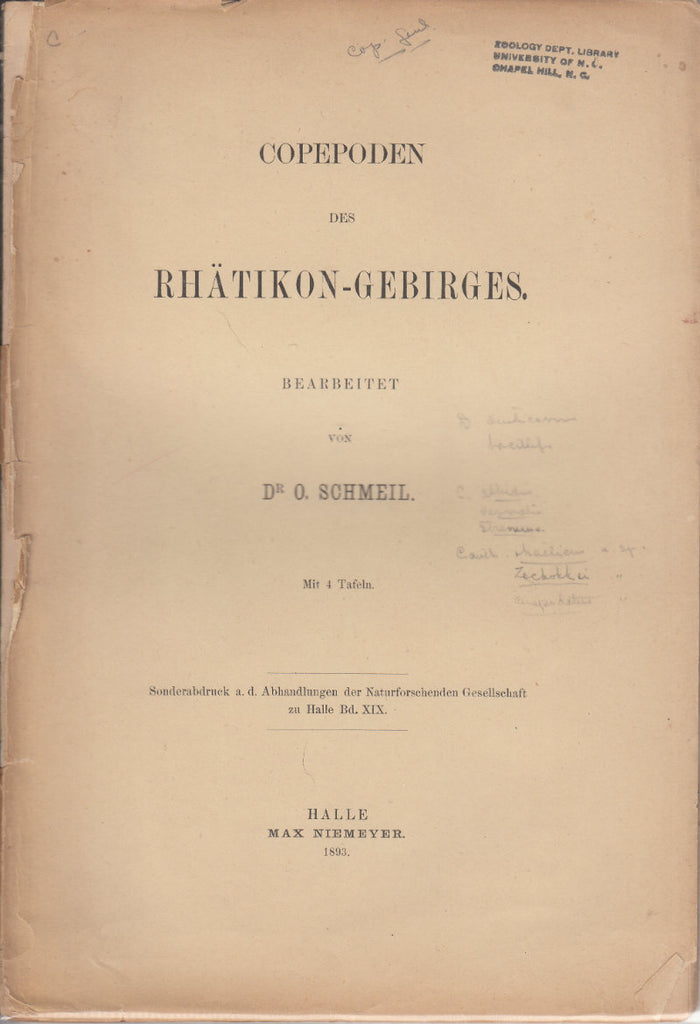 C
ZOOLOGY DEPT. LIBRARY
UNIVERSITY OF N. C.
CHAPEL HILL, N. C.
COPEPODEN
DES
RHÄTIKON-GEBIRGES.
BEARBEITET
VON
DR O. SCHMEIL.
Mit 4 Tafeln.
Zschokkei "
Sonderabdruck a. d. Abhandlungen der Naturforschenden Gesellschaft
zu Halle Bd. XIX.
HALLE
MAX NIEMEYER.
1893.